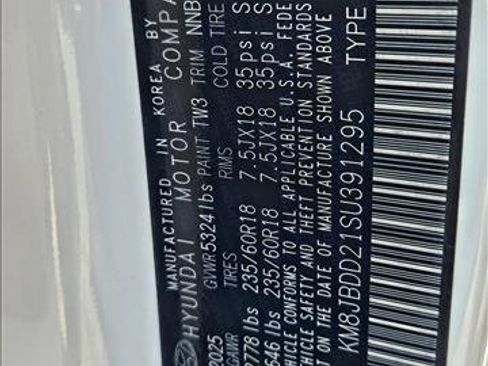 MANUFACTURED IN KOREA BY
HYUNDAI MOTOR COMPA
2025 GVWR 5324 lbs PAINT TW3 TRIM NNB
GAWR TIRES RIMS COLD TIRE
2778 lbs 235/60R18 7.5JX18 35psi S
646 lbs 235/60R18 7.5JX18 35psi S
EHICLE CONFORMS TO ALL APPLICABLE U.S.A. FEDE
VEHICLE SAFETY AND THEFT PREVENTION STANDARDS
T ON THE DATE OF MANUFACTURE SHOWN ABOVE
KM8JBDD21SU391295 TYPE